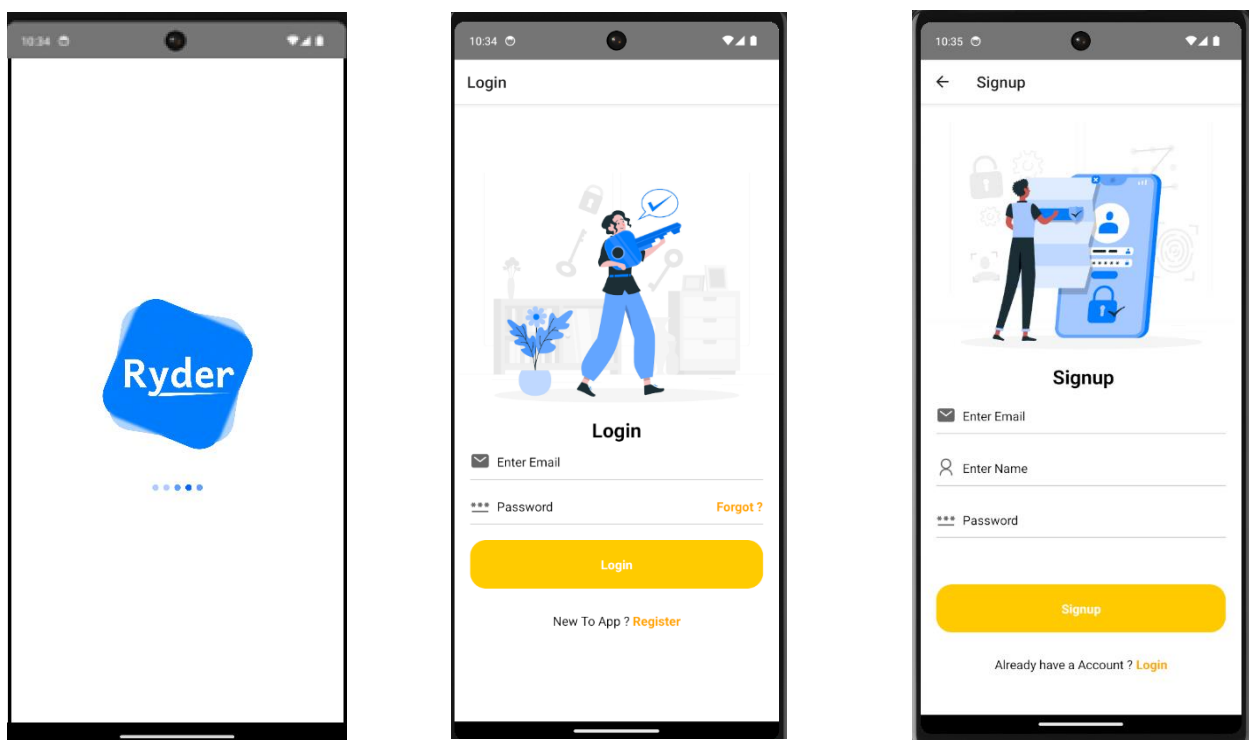 10:34
Ryder
10:34
Login
Login
Enter Email
*** Password
Forgot ?
Login
New To App ? Register
10:35
Signup
Signup
Enter Email
Enter Name
*** Password
Signup
Already have a Account ? Login